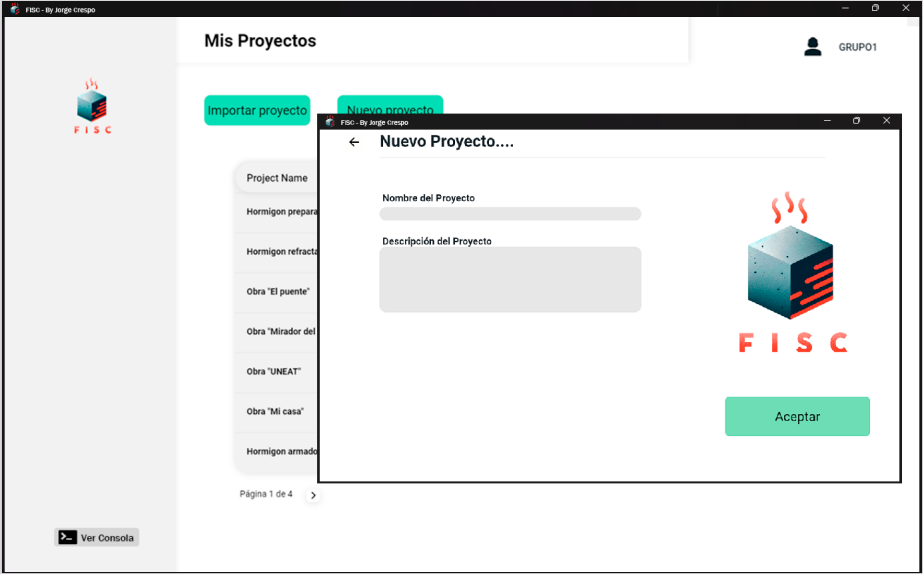 FISC - By Jorge Crespo
Mis Proyectos
GRUPO1
FISC
Importar proyecto
Nuevo proyecto
Project Name
Hormigon prepara
Hormigon refracta
Obra "El puente"
Obra "Mirador del
Obra "UNEAT"
Obra "Mi casa"
Hormigon armado
Página 1 de 4
Ver Consola
FISC - By Jorge Crespo
Nuevo Proyecto....
Nombre del Proyecto
Descripción del Proyecto
FISC
Aceptar